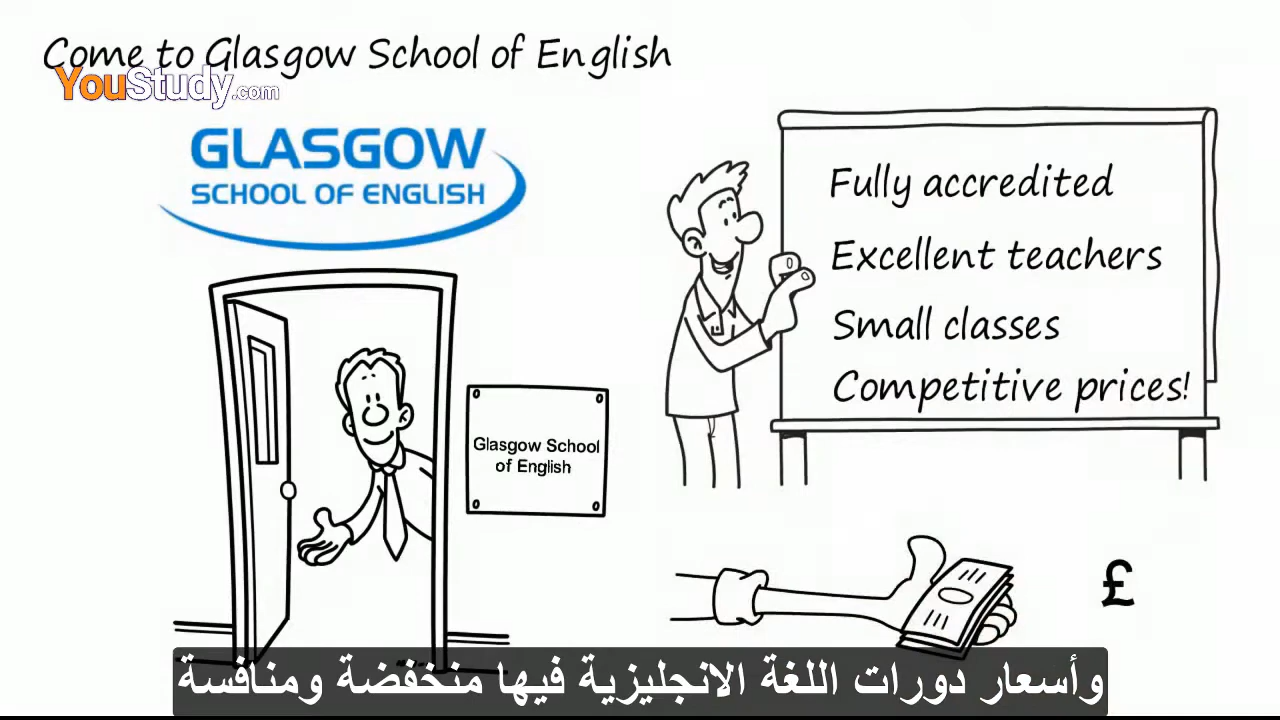 Come to Glasgow School of English
YouStudy.com
GLASGOW
SCHOOL OF ENGLISH
Fully accredited
Excellent teachers
Small classes
Competitive prices!
Glasgow School
of English
£
وأسعار دورات اللغة الانجليزية فيها منخفضة ومنافسة